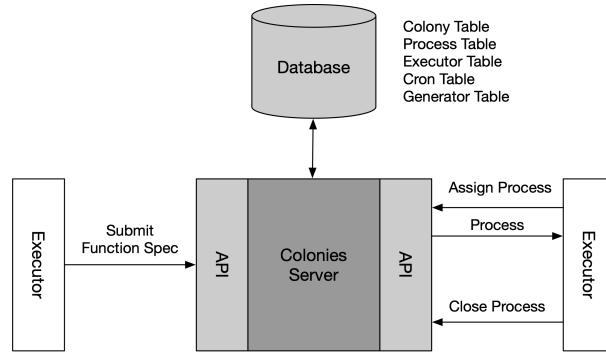 Database
Colony Table
Process Table
Executor Table
Cron Table
Generator Table
Executor
Submit
Function Spec
API
Colonies
Server
API
Assign Process
Process
Close Process
Executor